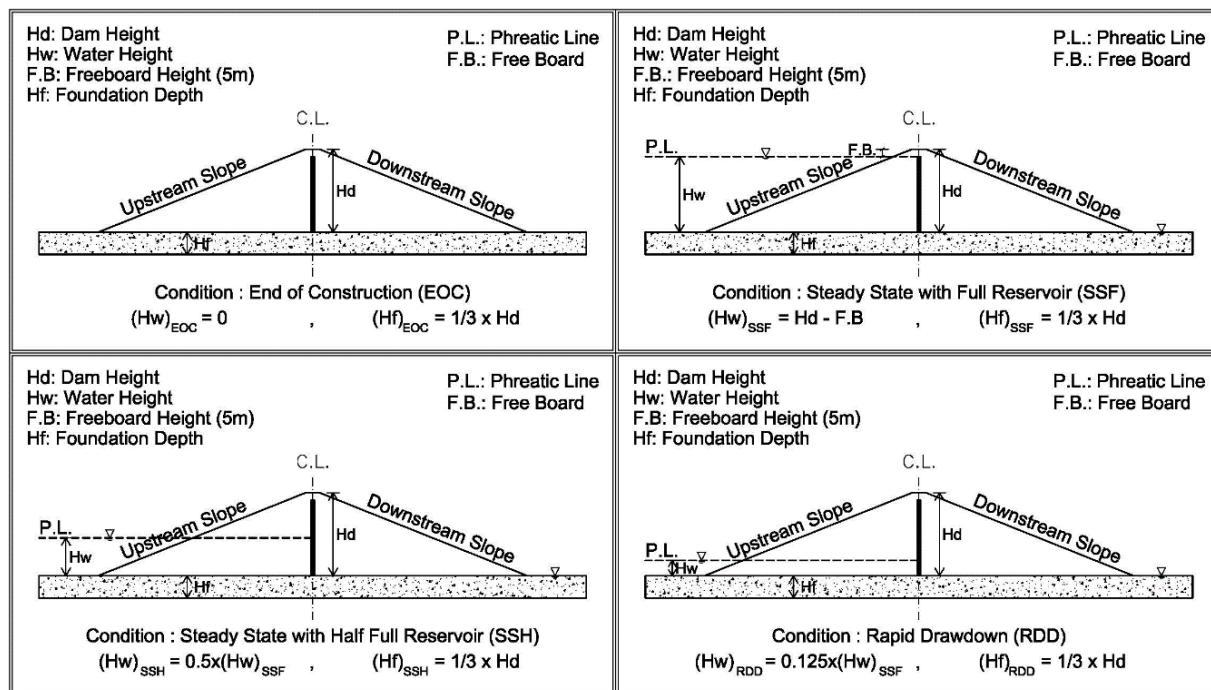 Hd: Dam Height
Hw: Water Height
F.B: Freeboard Height (5m)
Hf: Foundation Depth
P.L.: Phreatic Line
F.B.: Free Board
C.L.
Upstream Slope
Downstream Slope
Hd
Hf
Condition : End of Construction (EOC)
(Hw)EOC = 0 , (Hf)EOC = 1/3 x Hd
Hd: Dam Height
Hw: Water Height
F.B.: Freeboard Height (5m)
Hf: Foundation Depth
P.L.: Phreatic Line
F.B.: Free Board
C.L.
P.L.
F.B.
Hw
Upstream Slope
Downstream Slope
Hd
Hf
Condition : Steady State with Full Reservoir (SSF)
(Hw)SSF = Hd - F.B , (Hf)SSF = 1/3 x Hd
Hd: Dam Height
Hw: Water Height
F.B: Freeboard Height (5m)
Hf: Foundation Depth
P.L.: Phreatic Line
F.B.: Free Board
C.L.
P.L.
Hw
Upstream Slope
Downstream Slope
Hd
Hf
Condition : Steady State with Half Full Reservoir (SSH)
(Hw)SSH = 0.5x(Hw)SSF , (Hf)SSH = 1/3 x Hd
Hd: Dam Height
Hw: Water Height
F.B: Freeboard Height (5m)
Hf: Foundation Depth
P.L.: Phreatic Line
F.B.: Free Board
C.L.
P.L.
Hw
Upstream Slope
Downstream Slope
Hd
Hf
Condition : Rapid Drawdown (RDD)
(Hw)RDD = 0.125x(Hw)SSF , (Hf)RDD = 1/3 x Hd